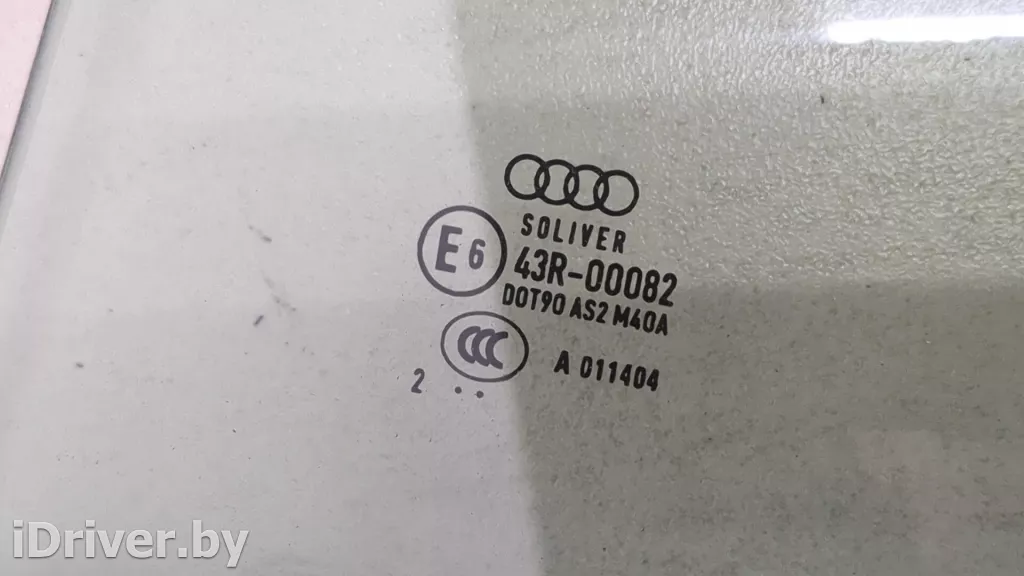 SOLIVER
E6
43R-00082
DOT90 AS2 M40A
CCC
A 011404
2 ..
iDriver.by